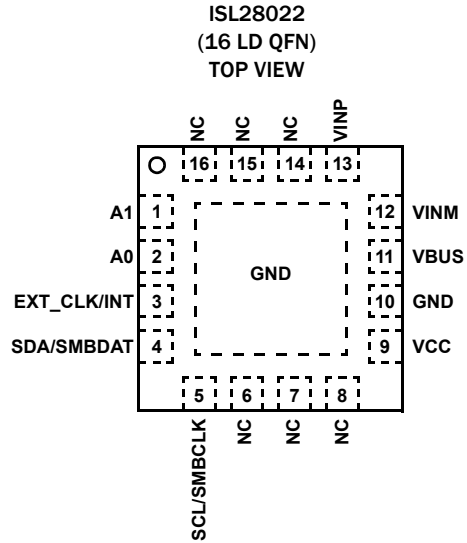 ISL28022
(16 LD QFN)
TOP VIEW
NC
NC
NC
VINP
16
15
14
13
A1
1
12
VINM
A0
2
11
VBUS
GND
EXT_CLK/INT
3
10
GND
SDA/SMBDAT
4
9
VCC
5
6
7
8
SCL/SMBCLK
NC
NC
NC